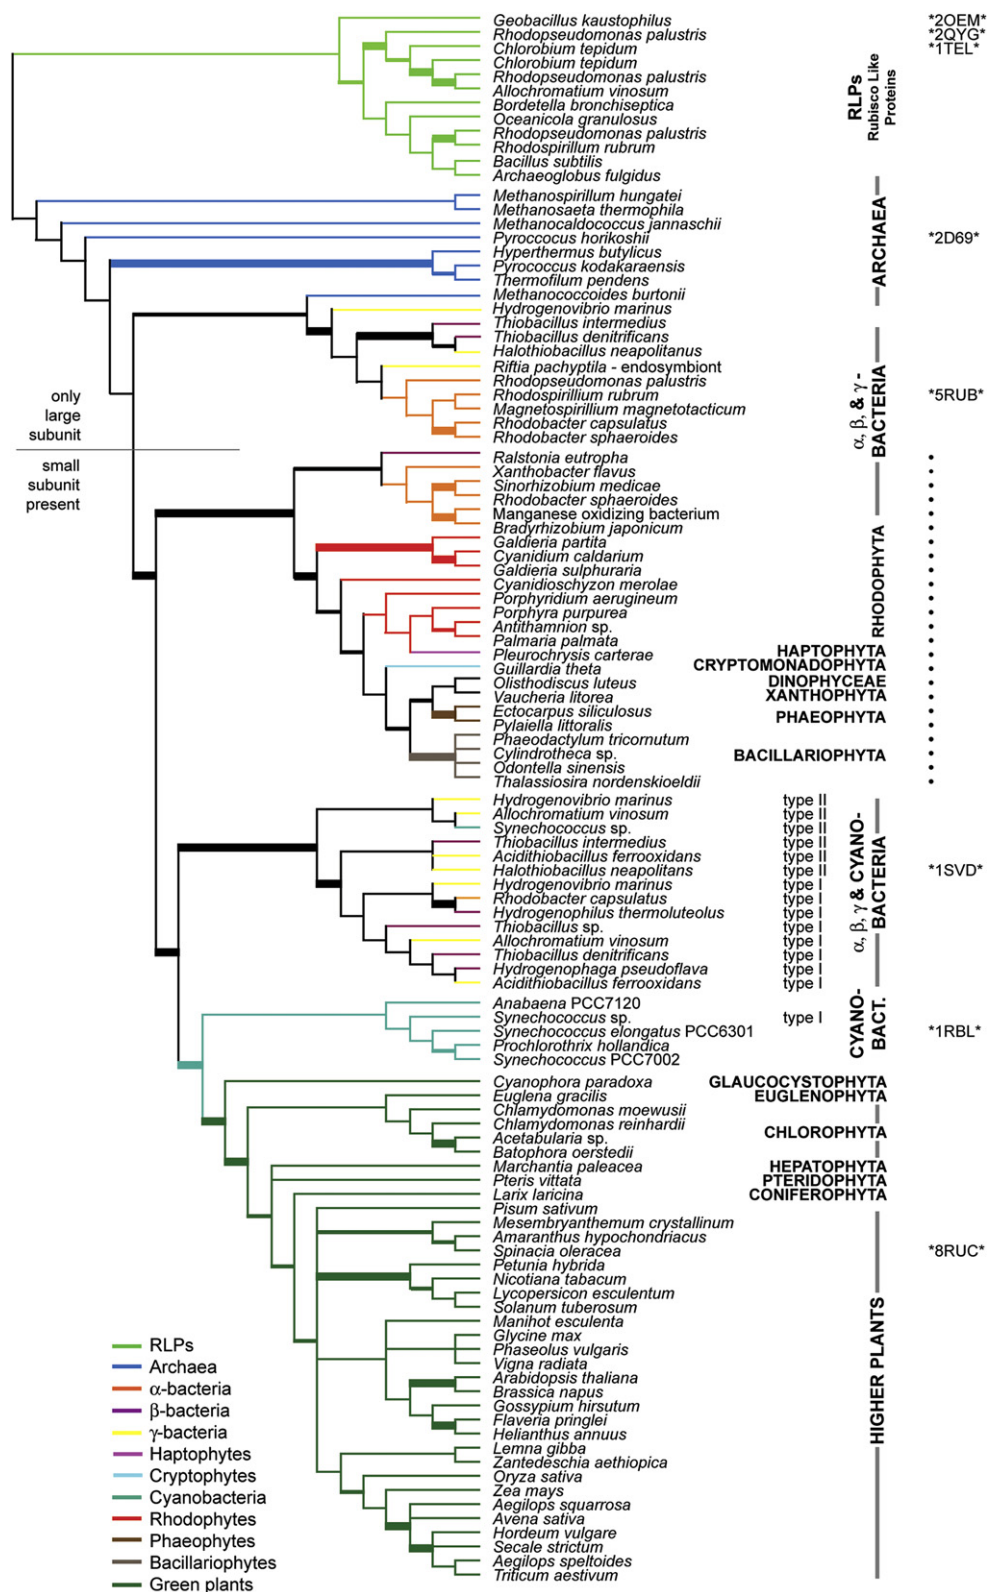 Geobacillus kaustophilus *2OEM*
Rhodopseudomonas palustris *2QYG*
Chlorobium tepidum *1TEL*
Chlorobium tepidum
Rhodopseudomonas palustris
Allochromatium vinosum
Bordetella bronchiseptica
Oceanicola granulosus
Rhodopseudomonas palustris
Rhodospirillum rubrum
Bacillus subtilis
Archaeoglobus fulgidus
RLPs
Rubisco Like
Proteins
Methanospirillum hungatei
Methanosaeta thermophila
Methanocaldococcus jannaschii
Pyroccocus horikoshii *2D69*
Hyperthermus butylicus
Pyrococcus kodakaraensis
Thermofilum pendens
Methanococcoides burtonii
ARCHAEA
Hydrogenovibrio marinus
Thiobacillus intermedius
Thiobacillus denitrificans
Halothiobacillus neapolitanus
Riftia pachyptila - endosymbiont
Rhodopseudomonas palustris
Rhodospirillium rubrum *5RUB*
Magnetospirillium magnetotacticum
Rhodobacter capsulatus
Rhodobacter sphaeroides
α, β, & γ -
BACTERIA
only
large
subunit
small
subunit
present
Ralstonia eutropha
Xanthobacter flavus
Sinorhizobium medicae
Rhodobacter sphaeroides
Manganese oxidizing bacterium
Bradyrhizobium japonicum
Galdieria partita
Cyanidium caldarium
Galdieria sulphuraria
Cyanidioschyzon merolae
Porphyridium aerugineum
Porphyra purpurea
Antithamnion sp.
Palmaria palmata
RHODOPHYTA
Pleurochrysis carterae HAPTOPHYTA
Guillardia theta CRYPTOMONADOPHYTA
Olisthodiscus luteus DINOPHYCEAE
Vaucheria litorea XANTHOPHYTA
Ectocarpus siliculosus
Pylaiella littoralis
PHAEOPHYTA
Phaeodactylum tricornutum
Cylindrotheca sp. BACILLARIOPHYTA
Odontella sinensis
Thalassiosira nordenskioeldii
Hydrogenovibrio marinus type II
Allochromatium vinosum type II
Synechococcus sp. type II
Thiobacillus intermedius type II
Acidithiobacillus ferrooxidans type II
Halothiobacillus neapolitans type II *1SVD*
Hydrogenovibrio marinus type I
Rhodobacter capsulatus type I
Hydrogenophilus thermoluteolus type I
Thiobacillus sp. type I
Allochromatium vinosum type I
Thiobacillus denitrificans type I
Hydrogenophaga pseudoflava type I
Acidithiobacillus ferrooxidans type I
α, β, γ & CYANO-
BACTERIA
Anabaena PCC7120
Synechococcus sp. type I
Synechococcus elongatus PCC6301 *1RBL*
Prochlorothrix hollandica
Synechococcus PCC7002
CYANO-
BACT.
Cyanophora paradoxa GLAUCOCYSTOPHYTA
Euglena gracilis EUGLENOPHYTA
Chlamydomonas moewusii
Chlamydomonas reinhardii
Acetabularia sp. CHLOROPHYTA
Batophora oerstedii
Marchantia paleacea HEPATOPHYTA
Pteris vittata PTERIDOPHYTA
Larix laricina CONIFEROPHYTA
Pisum sativum
Mesembryanthemum crystallinum
Amaranthus hypochondriacus
Spinacia oleracea *8RUC*
Petunia hybrida
Nicotiana tabacum
Lycopersicon esculentum
Solanum tuberosum
Manihot esculenta
Glycine max
Phaseolus vulgaris
Vigna radiata
Arabidopsis thaliana
Brassica napus
Gossypium hirsutum
Flaveria pringlei
Helianthus annuus
Lemna gibba
Zantedeschia aethiopica
Oryza sativa
Zea mays
Aegilops squarrosa
Avena sativa
Hordeum vulgare
Secale strictum
Aegilops speltoides
Triticum aestivum
HIGHER PLANTS
RLPs
Archaea
α-bacteria
β-bacteria
γ-bacteria
Haptophytes
Cryptophytes
Cyanobacteria
Rhodophytes
Phaeophytes
Bacillariophytes
Green plants